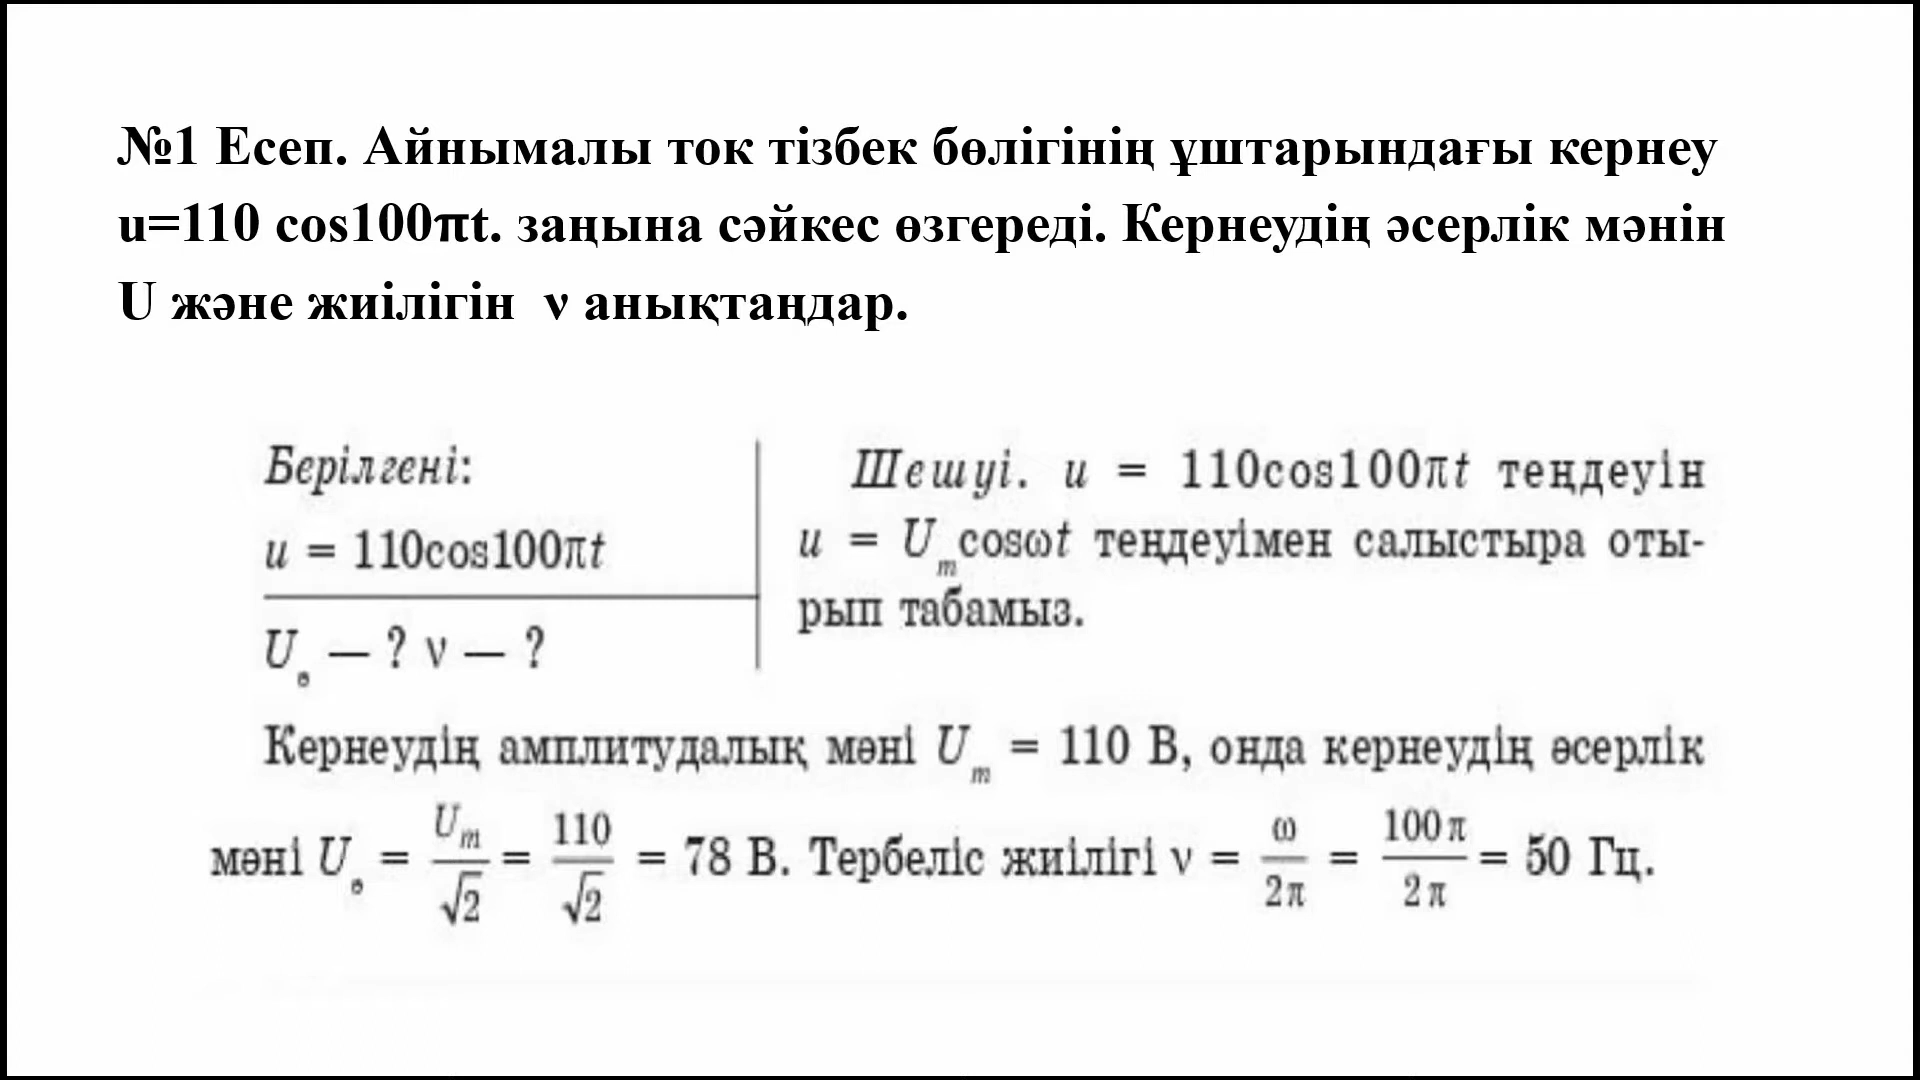 №1 Есеп. Айнымалы ток тізбек бөлігінің ұштарындағы кернеу
u=110 cos100πt. заңына сәйкес өзгереді. Кернеудің әсерлік мәнін
U және жиілігін ν анықтаңдар.
Берілгені:
u = 110cos100πt
U_ə — ? ν — ?
Шешуі. u = 110cos100πt теңдеуін
u = U_m cosωt теңдеуімен салыстыра оты-
рып табамыз.
Кернеудің амплитудалық мәні U_m = 110 В, онда кернеудің әсерлік
мәні U_ə = U_m/√2 = 110/√2 = 78 В. Тербеліс жиілігі ν = ω/2π = 100π/2π = 50 Гц.